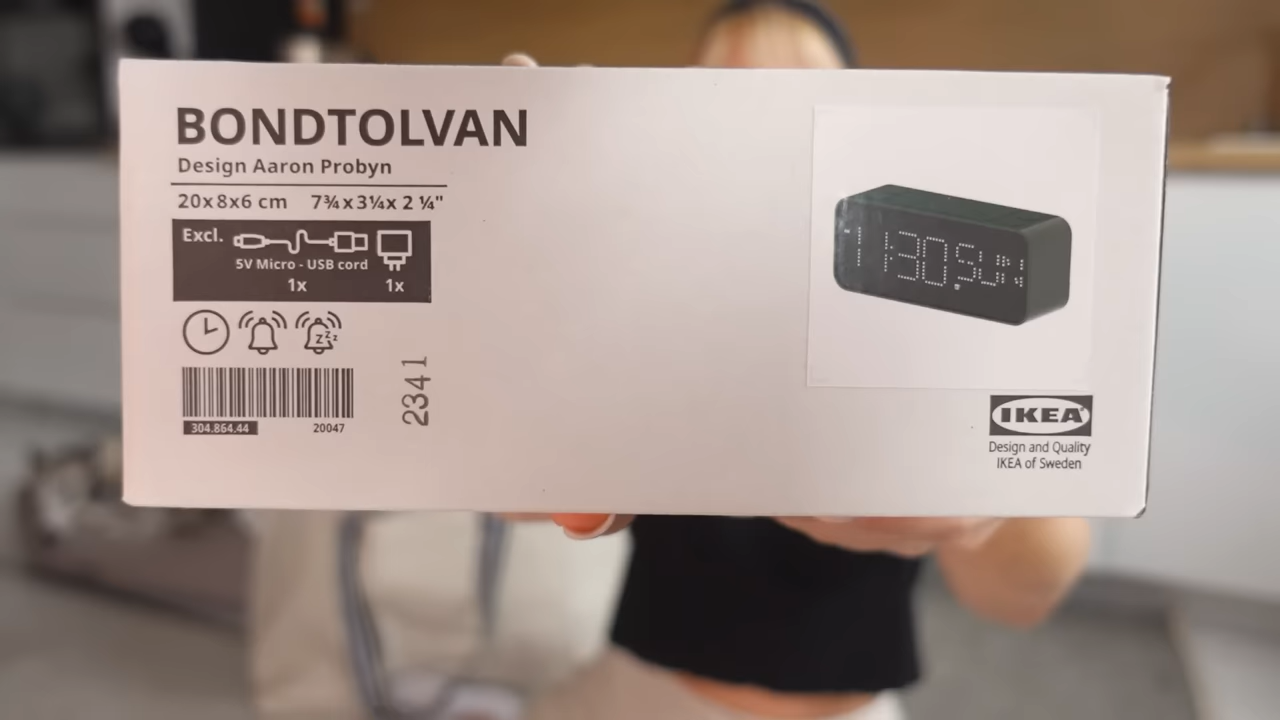 BONDTOLVAN
Design Aaron Probyn
20x8x6 cm 7¾x3¼x 2 ¼"
Excl.
5V Micro - USB cord
1x 1x
zzz
304.864.44 20047
2341
11:30 SUN
IKEA
Design and Quality
IKEA of Sweden